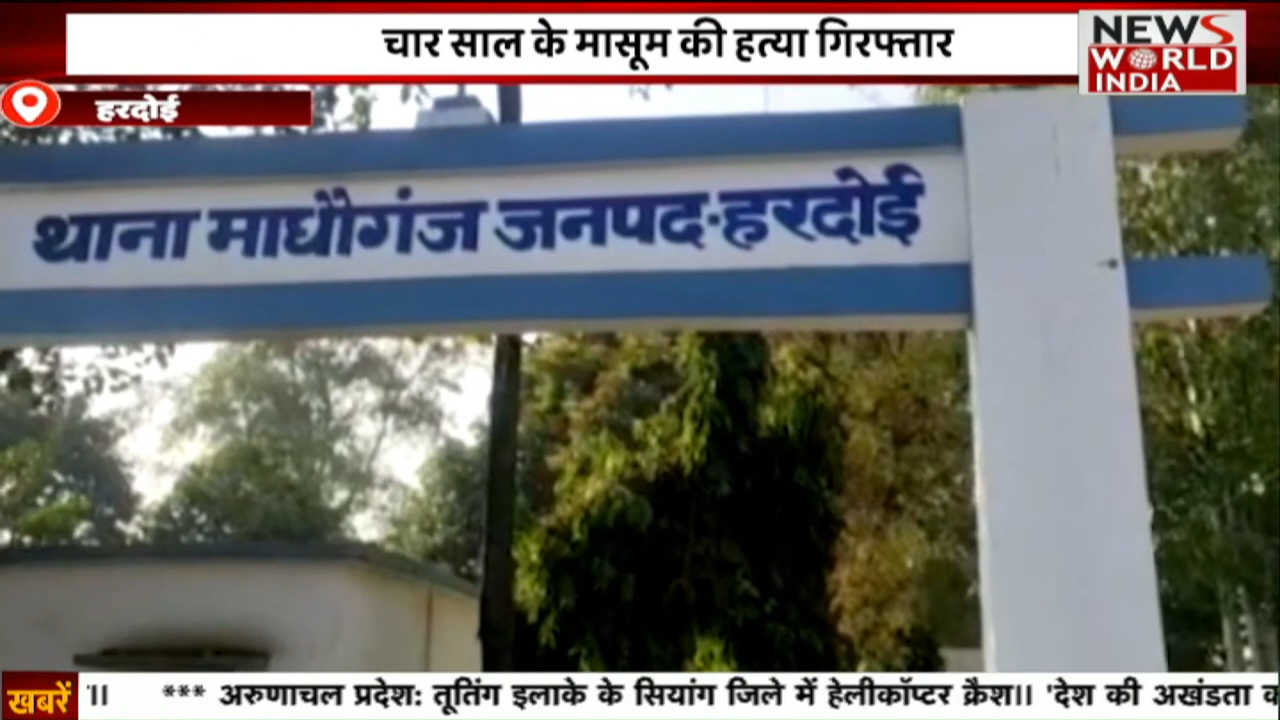 चार साल के मासूम की हत्या गिरफ्तार
NEWS
WORLD
INDIA
हरदोई
थाना माधौगंज जनपद-हरदोई
खबरें
*** अरुणाचल प्रदेश: तूतिंग इलाके के सियांग जिले में हेलीकॉप्टर क्रैश।। 'देश की अखंडता